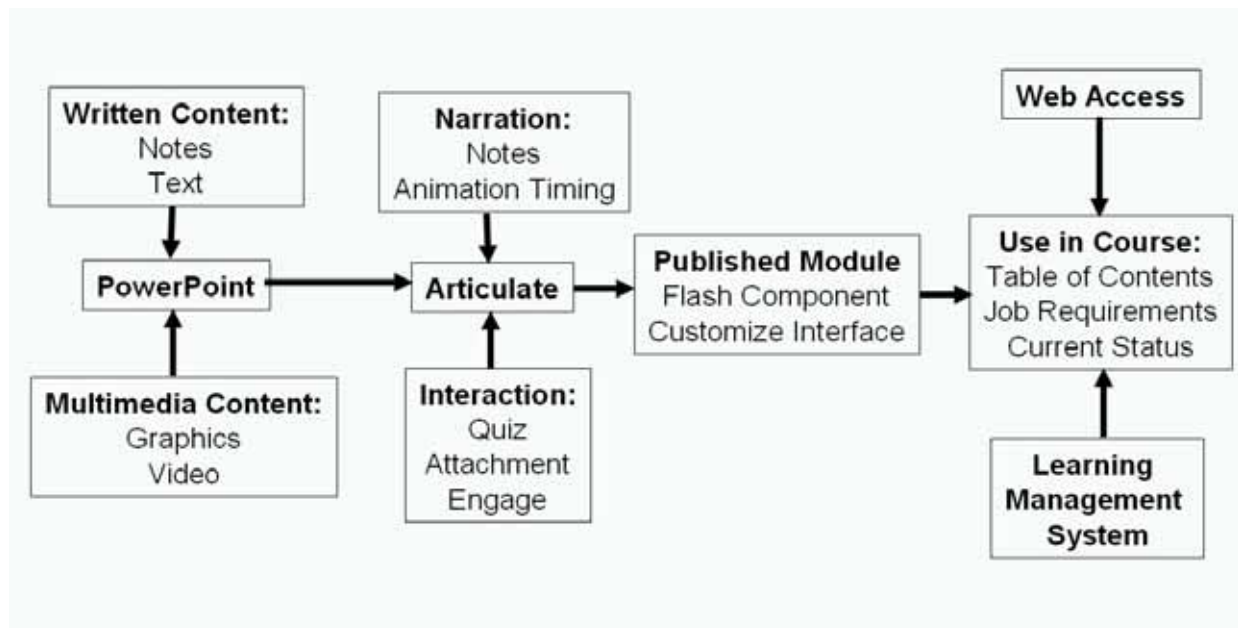 Written Content:
Notes
Text
PowerPoint
Multimedia Content:
Graphics
Video
Narration:
Notes
Animation Timing
Articulate
Interaction:
Quiz
Attachment
Engage
Published Module
Flash Component
Customize Interface
Web Access
Use in Course:
Table of Contents
Job Requirements
Current Status
Learning
Management
System